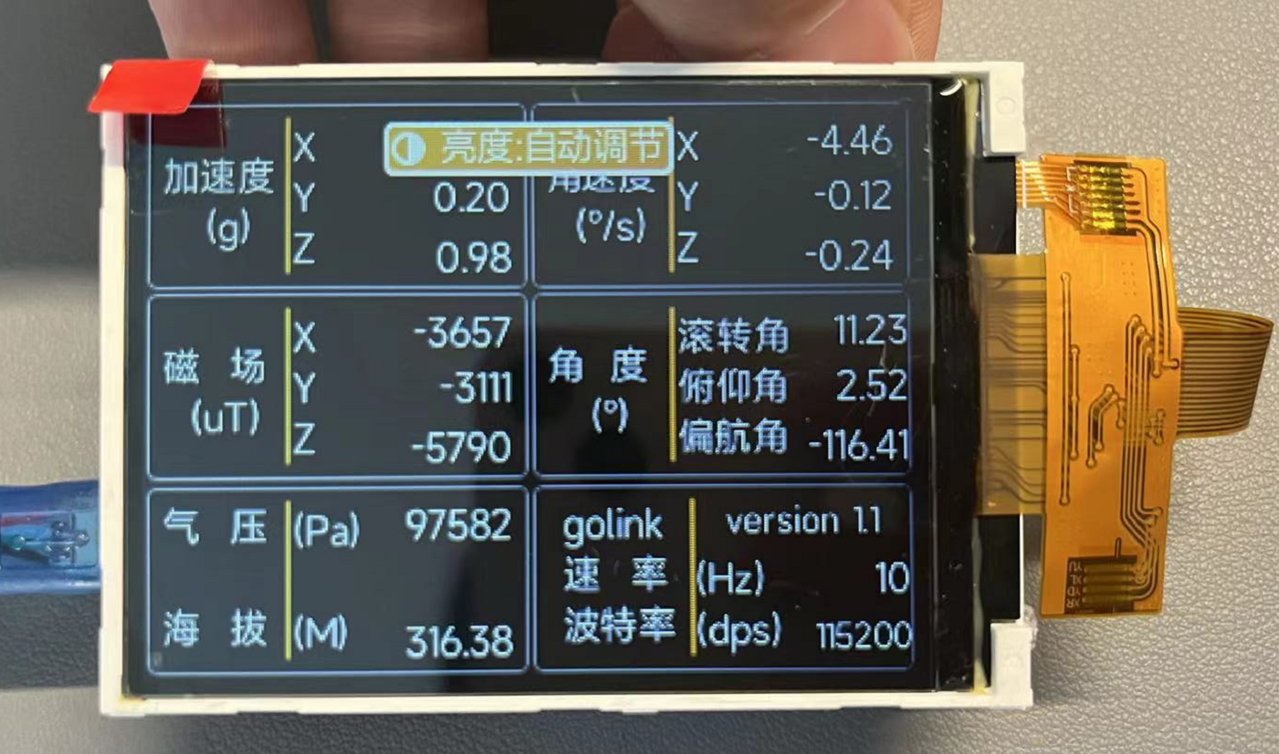 亮度:自动调节
加速度
(g)
X
Y 0.20
Z 0.98
角速度
(°/s)
X -4.46
Y -0.12
Z -0.24
磁 场
(uT)
X -3657
Y -3111
Z -5790
角 度
(°)
滚转角 11.23
俯仰角 2.52
偏航角 -116.41
气 压 (Pa) 97582
海 拔 (M) 316.38
golink version 1.1
速 率 (Hz) 10
波特率 (dps) 115200